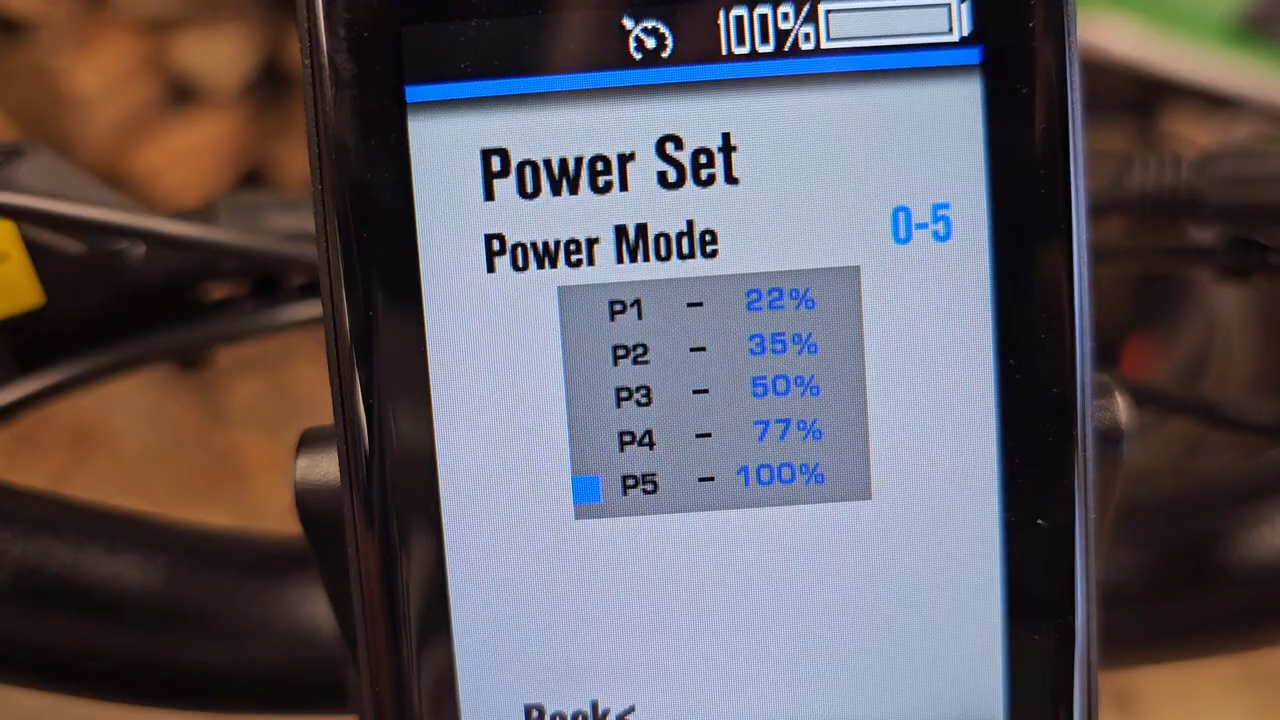 100%
Power Set
Power Mode 0-5
P1 - 22%
P2 - 35%
P3 - 50%
P4 - 77%
P5 - 100%